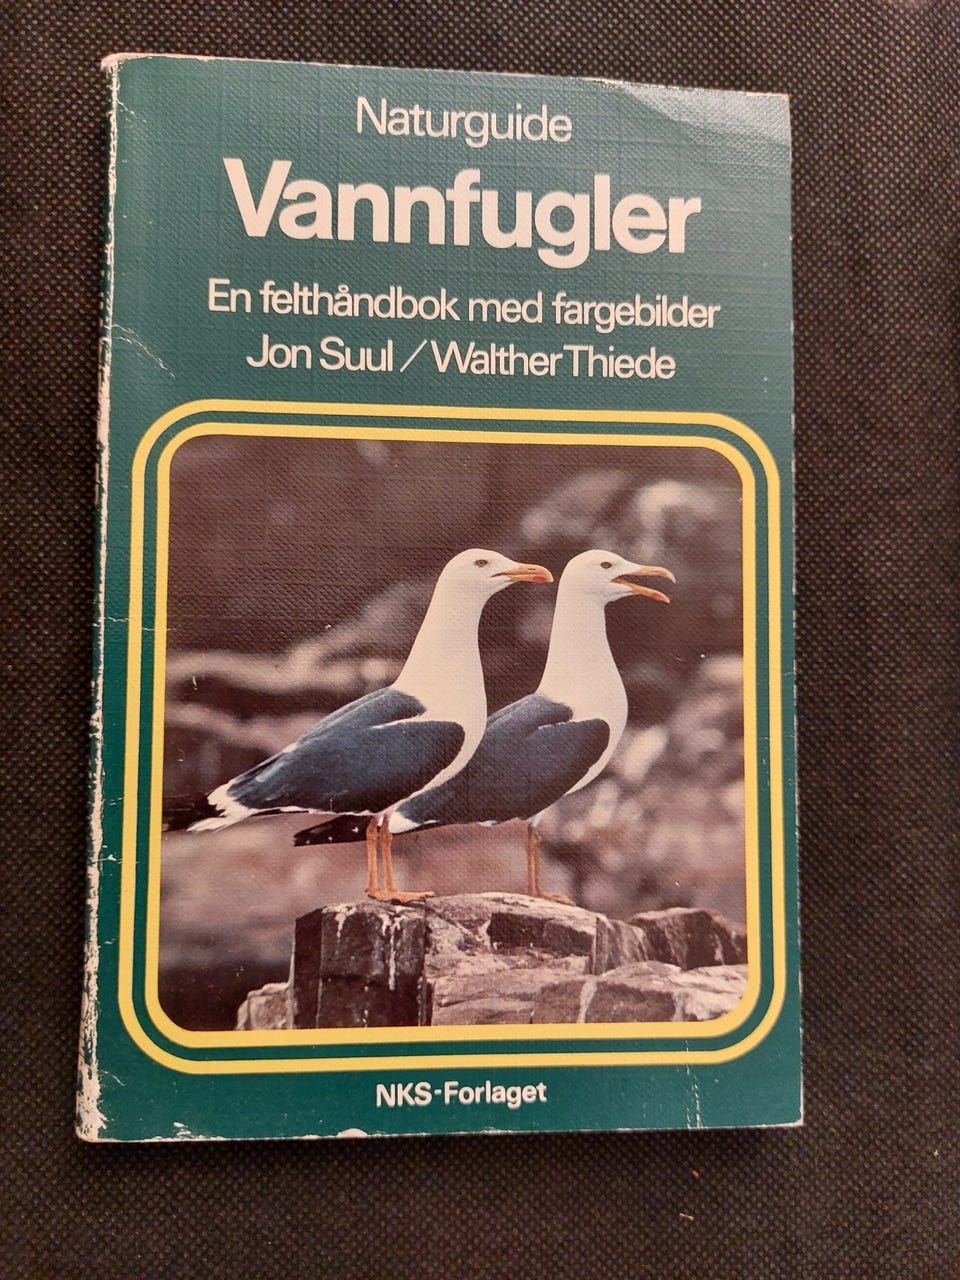 Naturguide
Vannfugler
En felthåndbok med fargebilder
Jon Suul / Walther Thiede
NKS-Forlaget